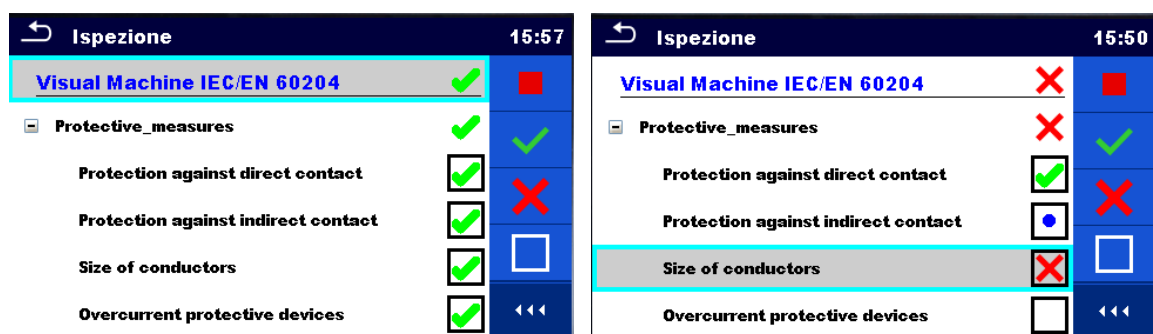 Ispezione 15:57
Visual Machine IEC/EN 60204
Protective_measures
Protection against direct contact
Protection against indirect contact
Size of conductors
Overcurrent protective devices
Ispezione 15:50
Visual Machine IEC/EN 60204
Protective_measures
Protection against direct contact
Protection against indirect contact
Size of conductors
Overcurrent protective devices